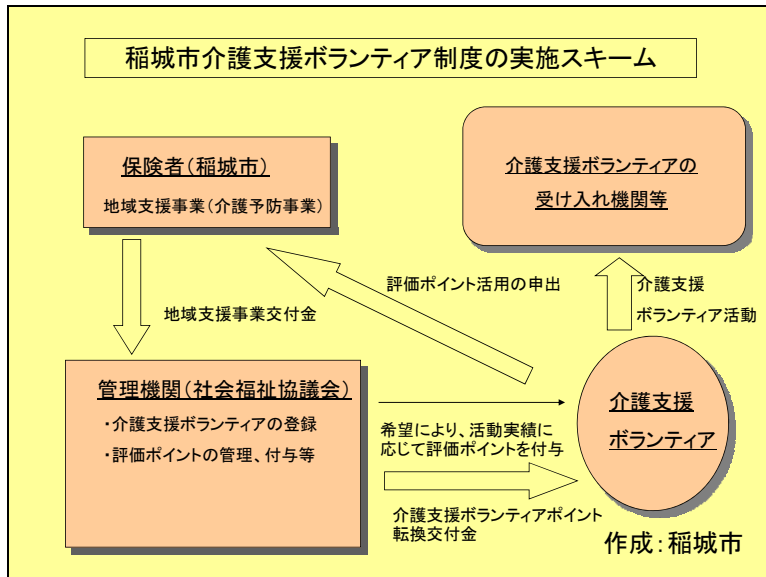 稲城市介護支援ボランティア制度の実施スキーム
保険者(稲城市)
地域支援事業(介護予防事業)
介護支援ボランティアの
受け入れ機関等
評価ポイント活用の申出
介護支援
ボランティア活動
地域支援事業交付金
管理機関(社会福祉協議会)
・介護支援ボランティアの登録
・評価ポイントの管理、付与等
希望により、活動実績に
応じて評価ポイントを付与
介護支援
ボランティア
介護支援ボランティアポイント
転換交付金
作成:稲城市